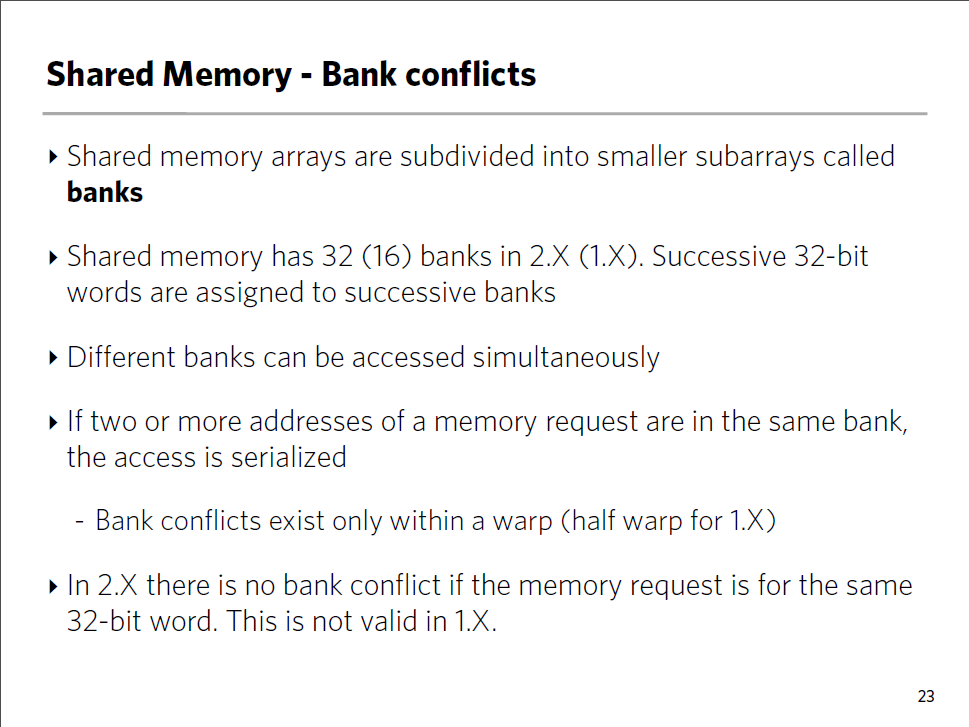 Shared Memory - Bank conflicts
‣ Shared memory arrays are subdivided into smaller subarrays called
banks
‣ Shared memory has 32 (16) banks in 2.X (1.X). Successive 32-bit
words are assigned to successive banks
‣ Different banks can be accessed simultaneously
‣ If two or more addresses of a memory request are in the same bank,
the access is serialized
- Bank conflicts exist only within a warp (half warp for 1.X)
‣ In 2.X there is no bank conflict if the memory request is for the same
32-bit word. This is not valid in 1.X.
23